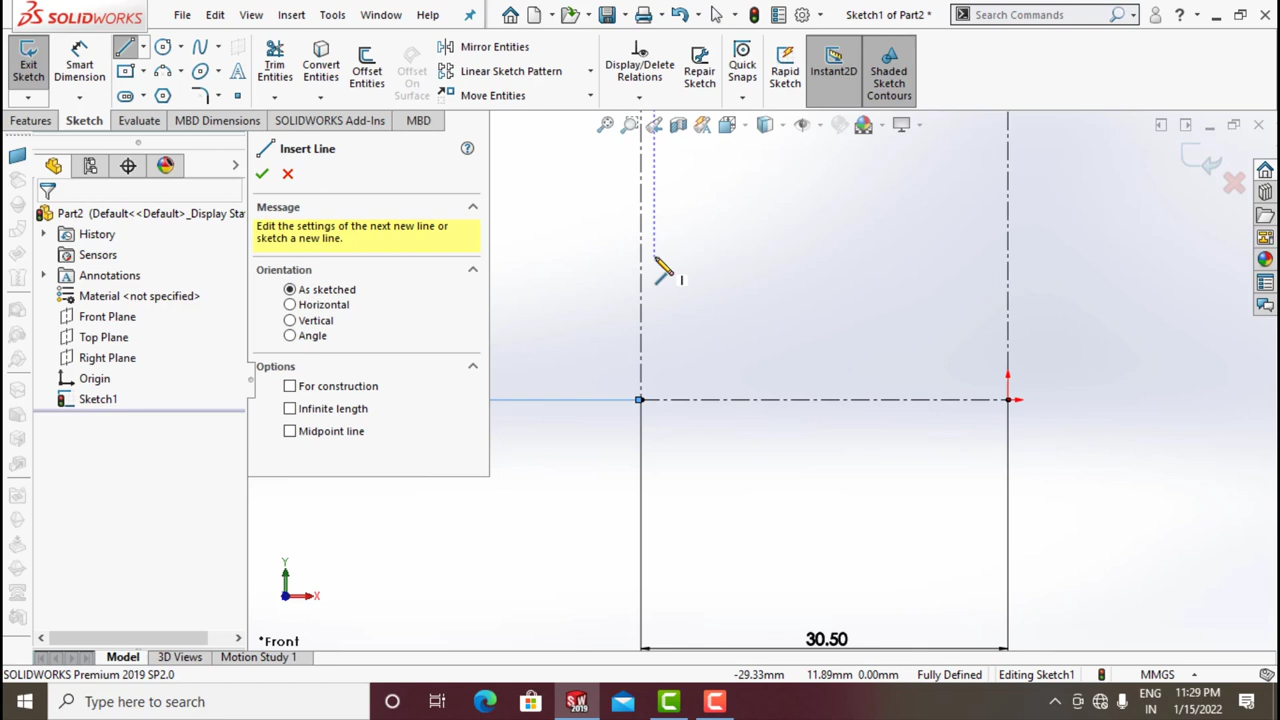 SOLIDWORKS
File
Edit
View
Insert
Tools
Window
Help
Sketch1 of Part2 *
Search Commands
?
Exit Sketch
Smart Dimension
Trim Entities
Convert Entities
Offset Entities
Offset On Surface
Mirror Entities
Linear Sketch Pattern
Move Entities
Display/Delete Relations
Repair Sketch
Quick Snaps
Rapid Sketch
Instant2D
Shaded Sketch Contours
Features
Sketch
Evaluate
MBD Dimensions
SOLIDWORKS Add-Ins
MBD
Part2 (Default<<Default>_Display Sta
History
Sensors
Annotations
Material <not specified>
Front Plane
Top Plane
Right Plane
Origin
Sketch1
Insert Line
Message
Edit the settings of the next new line or
sketch a new line.
Orientation
As sketched
Horizontal
Vertical
Angle
Options
For construction
Infinite length
Midpoint line
Y
X
*Front
30.50
Model
3D Views
Motion Study 1
SOLIDWORKS Premium 2019 SP2.0
-29.33mm
11.89mm 0.00mm
Fully Defined
Editing Sketch1
MMGS
Type here to search
SW
2019
ENG
IN
11:29 PM
1/15/2022